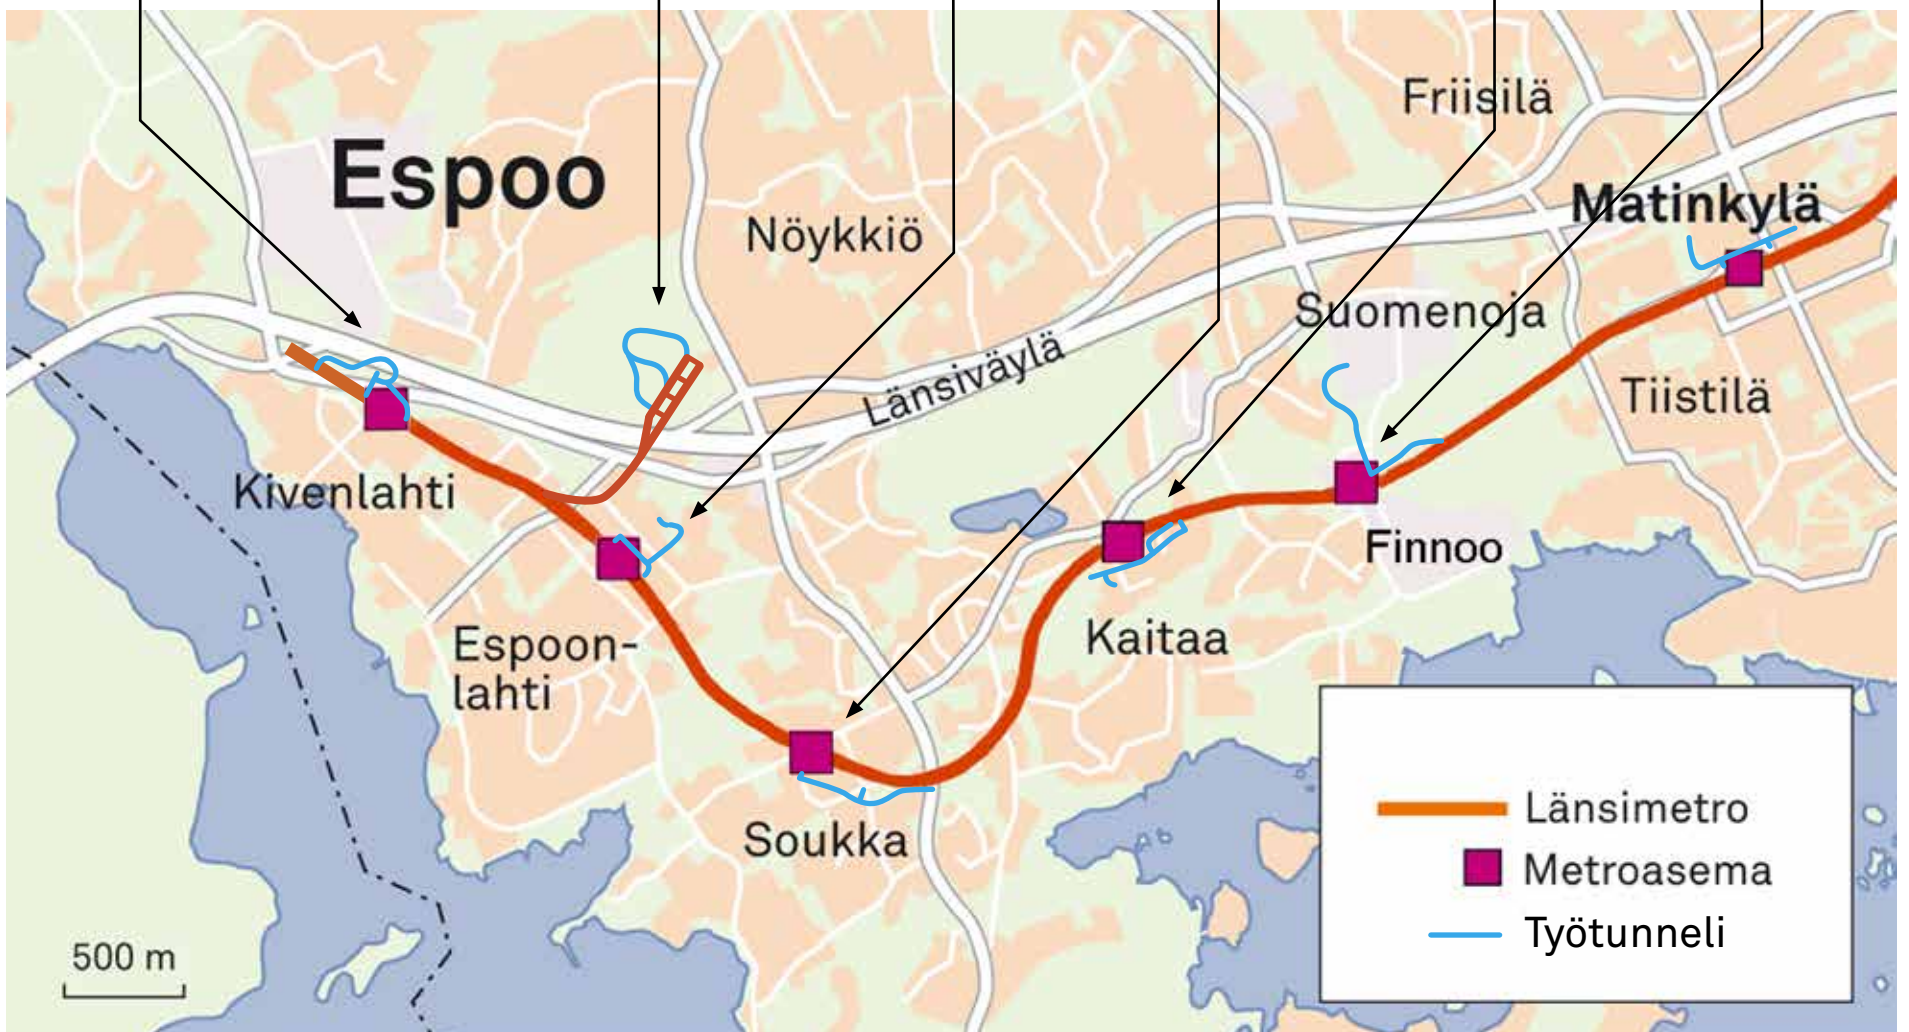 Friisilä
Espoo
Matinkylä
Nöykkiö
Suomenoja
Länsiväylä
Tiistilä
Kivenlahti
Finnoo
Espoon-
lahti
Kaitaa
Soukka
Länsimetro
Metroasema
Työtunneli
500 m